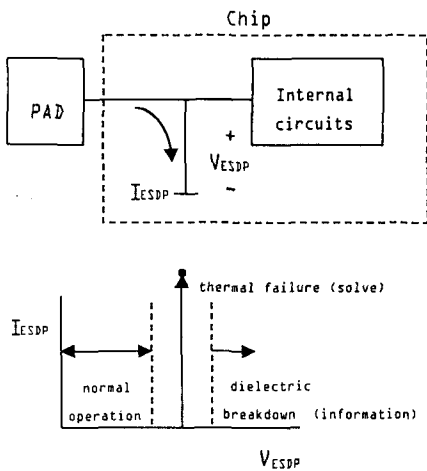 Chip
PAD
Internal
circuits
+
VESDP
-
IESDP
thermal failure (solve)
IESDP
normal
operation
dielectric
breakdown (information)
VESDP